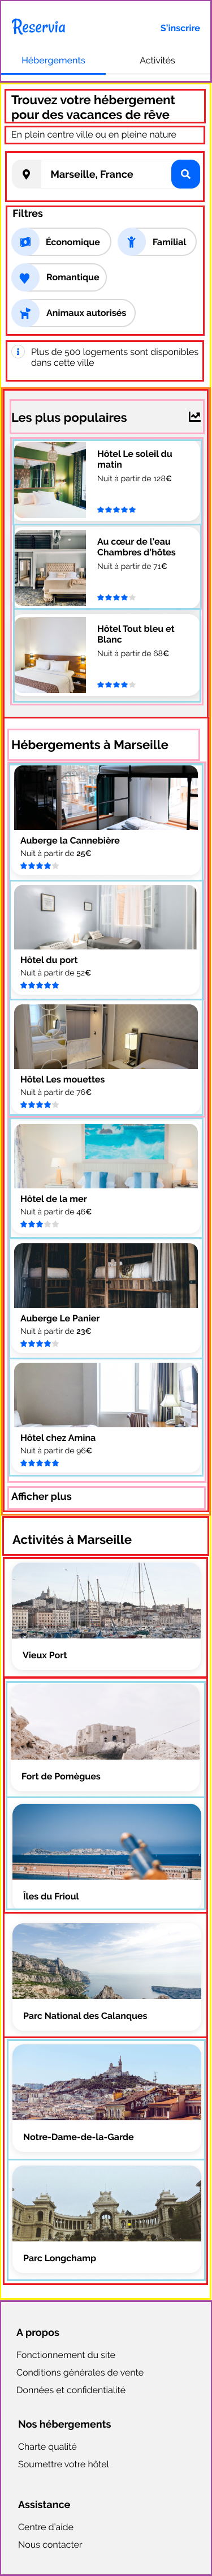 Reservia
S'inscrire
Hébergements
Activités
Trouvez votre hébergement
pour des vacances de rêve
En plein centre ville ou en pleine nature
Marseille, France
Filtres
Économique
Familial
Romantique
Animaux autorisés
Plus de 500 logements sont disponibles
dans cette ville
Les plus populaires
Hôtel Le soleil du
matin
Nuit à partir de 128€
Au cœur de l'eau
Chambres d'hôtes
Nuit à partir de 71€
Hôtel Tout bleu et
Blanc
Nuit à partir de 68€
Hébergements à Marseille
Auberge la Cannebière
Nuit à partir de 25€
Hôtel du port
Nuit à partir de 52€
Hôtel Les mouettes
Nuit à partir de 76€
Hôtel de la mer
Nuit à partir de 46€
Auberge Le Panier
Nuit à partir de 23€
Hôtel chez Amina
Nuit à partir de 96€
Afficher plus
Activités à Marseille
Vieux Port
Fort de Pomègues
Îles du Frioul
Parc National des Calanques
Notre-Dame-de-la-Garde
Parc Longchamp
A propos
Fonctionnement du site
Conditions générales de vente
Données et confidentialité
Nos hébergements
Charte qualité
Soumettre votre hôtel
Assistance
Centre d'aide
Nous contacter